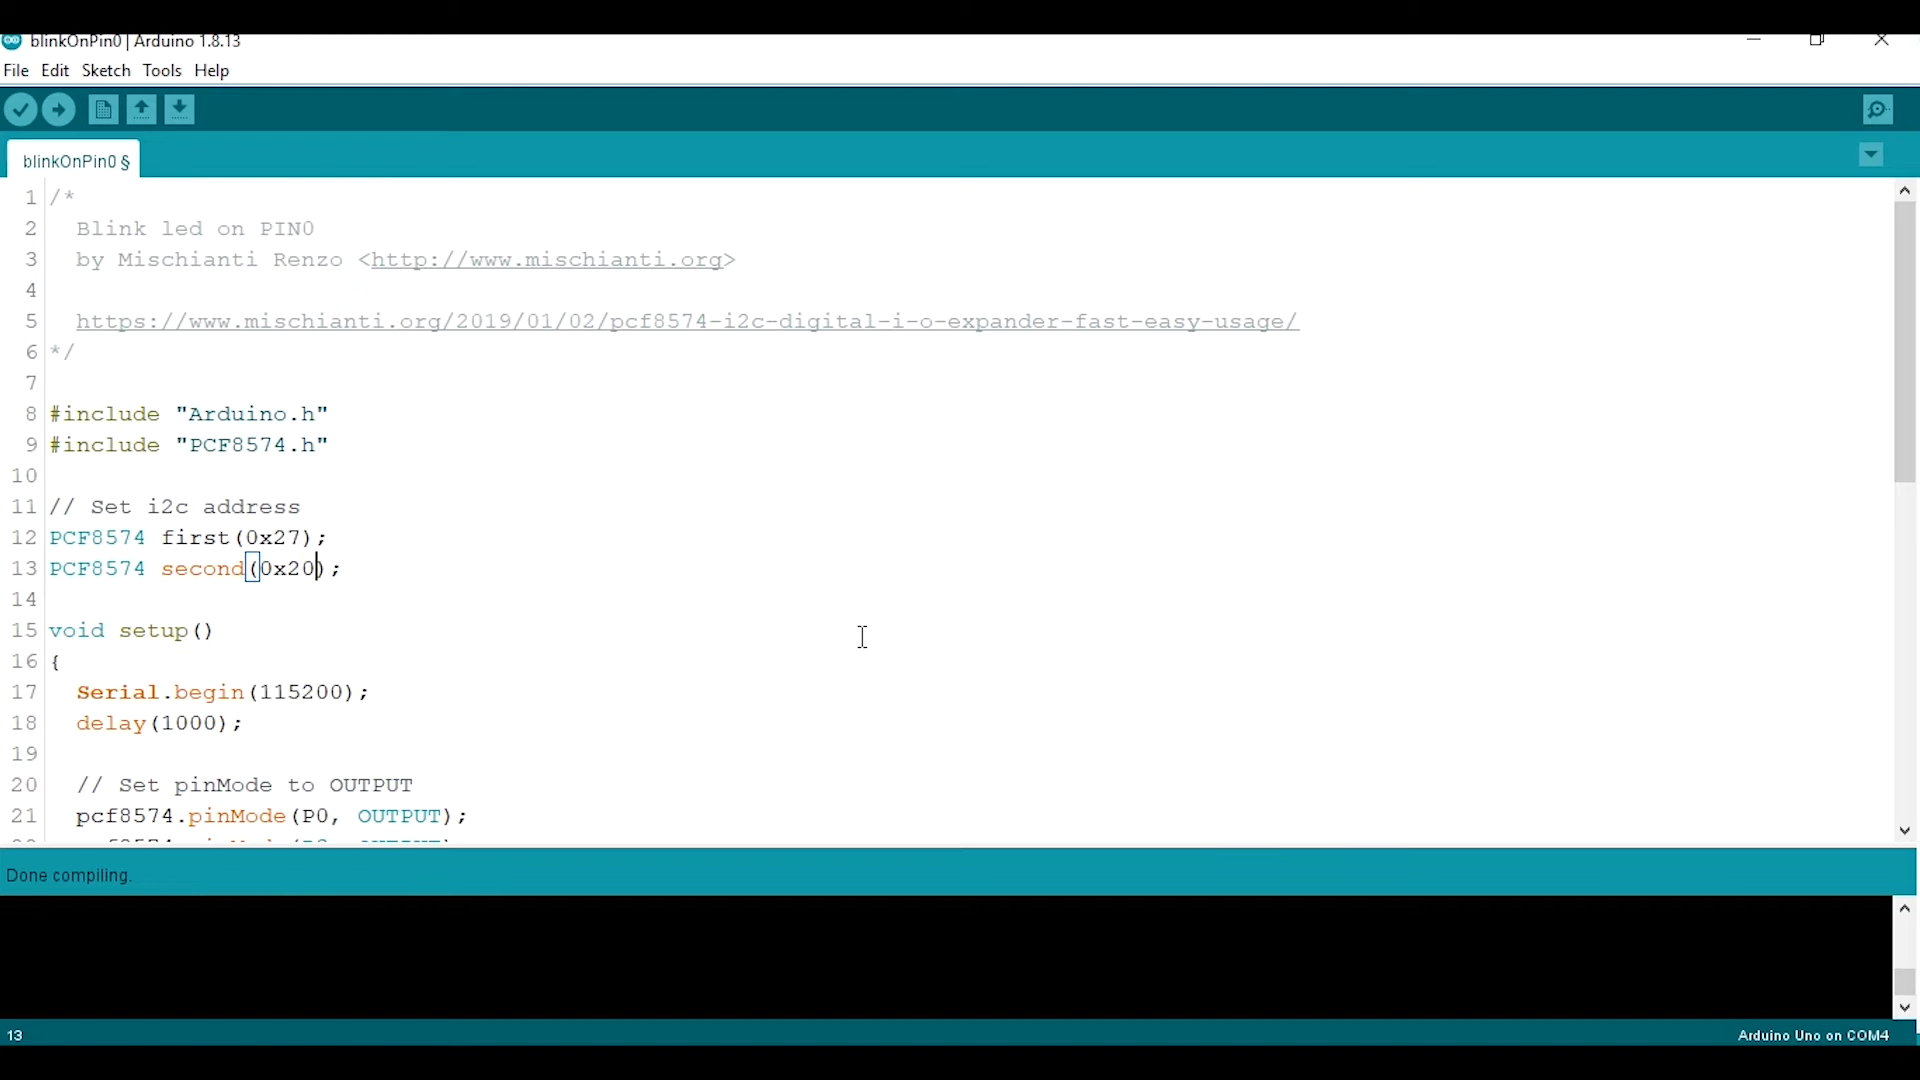 blinkOnPin0 | Arduino 1.8.13
File Edit Sketch Tools Help
blinkOnPin0 §
1 /*
2 Blink led on PIN0
3 by Mischianti Renzo <http://www.mischianti.org>
4
5 https://www.mischianti.org/2019/01/02/pcf8574-i2c-digital-i-o-expander-fast-easy-usage/
6 */
7
8 #include "Arduino.h"
9 #include "PCF8574.h"
10
11 // Set i2c address
12 PCF8574 first(0x27);
13 PCF8574 second(0x20);
14
15 void setup()
16 {
17 Serial.begin(115200);
18 delay(1000);
19
20 // Set pinMode to OUTPUT
21 pcf8574.pinMode(P0, OUTPUT);
Done compiling.
13
Arduino Uno on COM4